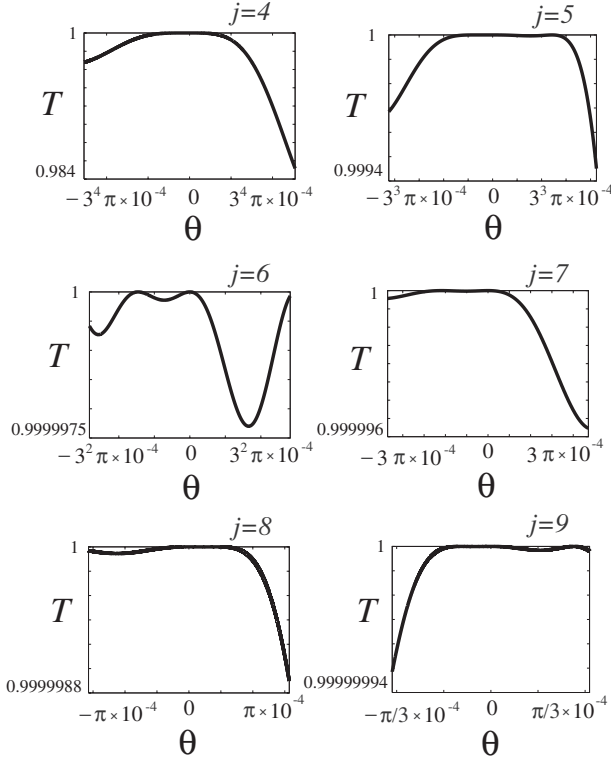 j=4
1
T
0.984
−3⁴π×10⁻⁴ 0 3⁴π×10⁻⁴
θ
j=5
1
T
0.9994
−3³π×10⁻⁴ 0 3³π×10⁻⁴
θ
j=6
1
T
0.9999975
−3²π×10⁻⁴ 0 3²π×10⁻⁴
θ
j=7
1
T
0.999996
−3π×10⁻⁴ 0 3π×10⁻⁴
θ
j=8
1
T
0.9999988
−π×10⁻⁴ 0 π×10⁻⁴
θ
j=9
1
T
0.99999994
−π/3×10⁻⁴ 0 π/3×10⁻⁴
θ